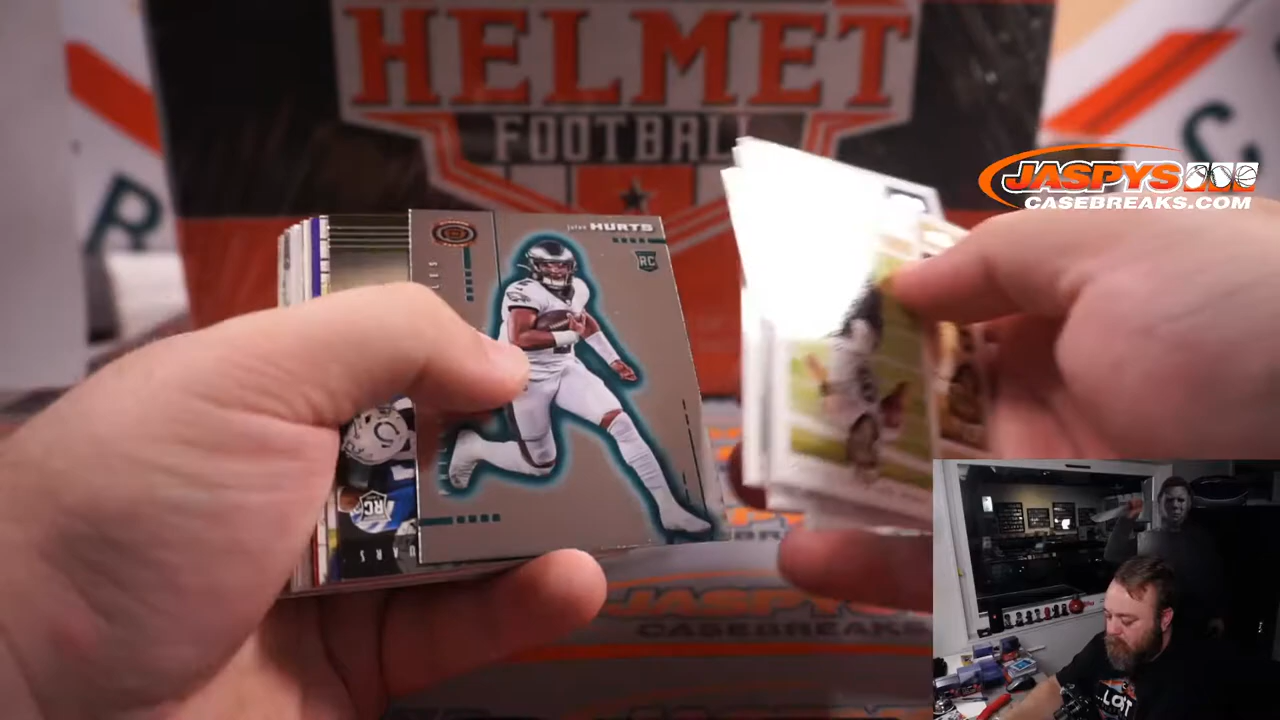 HELMET
FOOTBALL
JASPYS
CASEBREAKS.COM
Jalen HURTS
RC
RC
JASPYS
CASEBREAKS